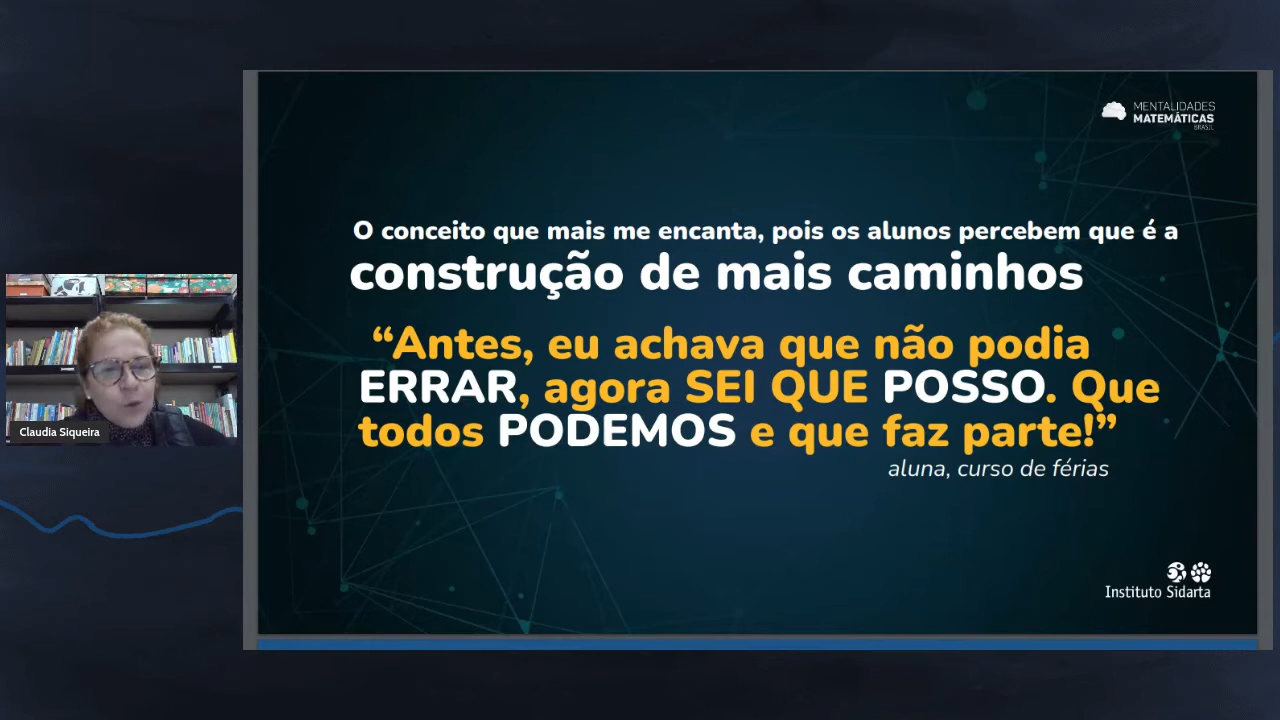 MENTALIDADES
MATEMÁTICAS
BRASIL
O conceito que mais me encanta, pois os alunos percebem que é a
construção de mais caminhos
“Antes, eu achava que não podia
ERRAR, agora SEI QUE POSSO. Que
todos PODEMOS e que faz parte!”
aluna, curso de férias
Claudia Siqueira
Instituto Sidarta